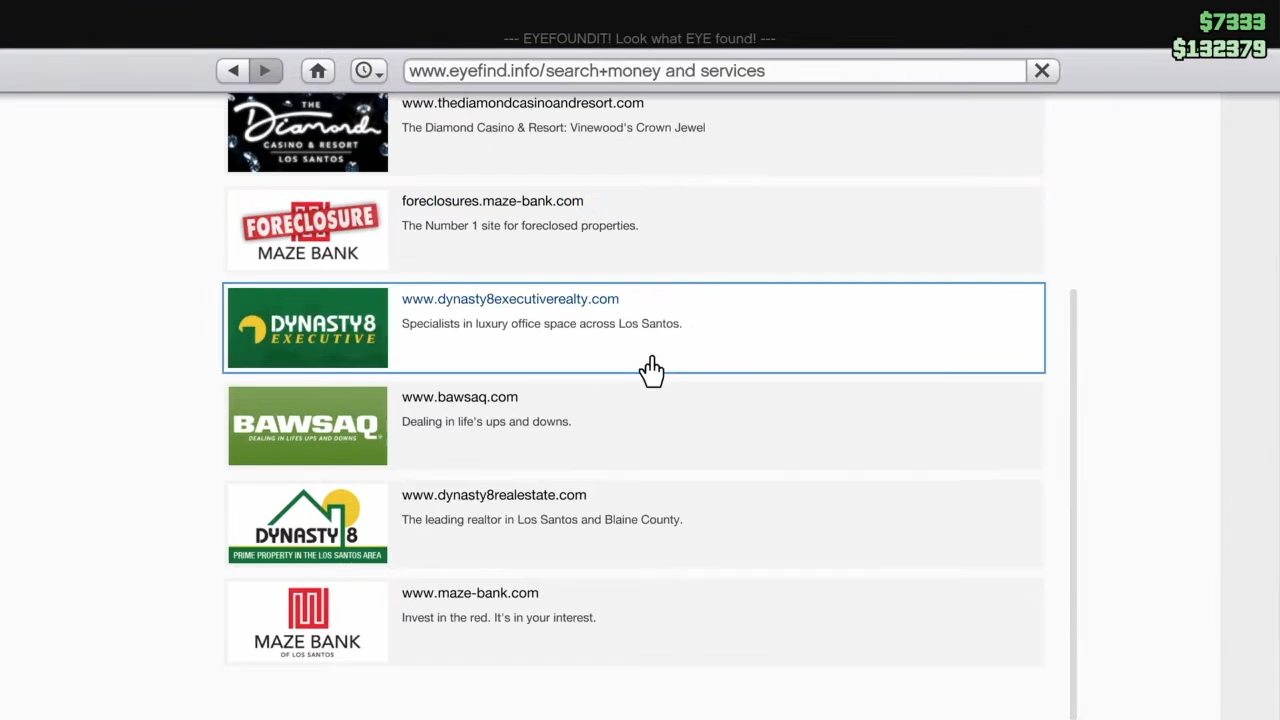 $7333
--- EYEFOUNDIT! Look what EYE found! ---
$132379
www.eyefind.info/search+money and services
THE
Diamond
CASINO & RESORT
LOS SANTOS
www.thediamondcasinoandresort.com
The Diamond Casino & Resort: Vinewood's Crown Jewel
FORECLOSURE
MAZE BANK
foreclosures.maze-bank.com
The Number 1 site for foreclosed properties.
DYNASTY8
EXECUTIVE
www.dynasty8executiverealty.com
Specialists in luxury office space across Los Santos.
BAWSAQ
DEALING IN LIFES UPS AND DOWNS
www.bawsaq.com
Dealing in life's ups and downs.
DYNASTY 8
PRIME PROPERTY IN THE LOS SANTOS AREA
www.dynasty8realestate.com
The leading realtor in Los Santos and Blaine County.
MAZE BANK
OF LOS SANTOS
www.maze-bank.com
Invest in the red. It's in your interest.